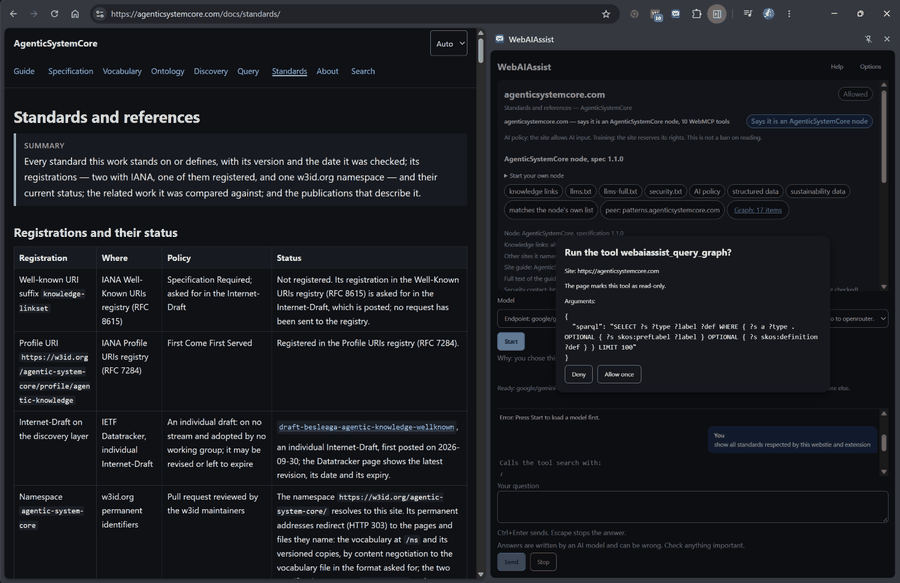 https://agenticsystemcore.com/docs/standards/
AgenticSystemCore
Auto
Guide Specification Vocabulary Ontology Discovery Query Standards About Search
Standards and references
SUMMARY
Every standard this work stands on or defines, with its version and the date it was checked; its
registrations — two with IANA, one of them registered, and one w3id.org namespace — and their
current status; the related work it was compared against; and the publications that describe it.
Registrations and their status
Registration Where Policy Status
Well-known URI
suffix knowledge-
linkset
IANA Well-
Known URIs
registry (RFC
8615)
Specification Required;
asked for in the
Internet-Draft
Not registered. Its registration in the Well-Known
URIs registry (RFC 8615) is asked for in the
Internet-Draft, which is posted; no request has
been sent to the registry.
Profile URI
https://w3id.org
/agentic-system-
core/profile/agen
tic-knowledge
IANA Profile
URIs registry
(RFC 7284)
First Come First Served
Registered in the Profile URIs registry (RFC 7284).
Internet-Draft on
the discovery layer
IETF
Datatracker,
individual
Internet-Draft
An individual draft: on no
stream and adopted by no
working group; it may be
revised or left to expire
draft-besleaga-agentic-knowledge-wellknown,
an individual Internet-Draft, first posted on 2026-
09-30; the Datatracker page shows the latest
revision, its date and its expiry.
Namespace
agentic-system-
core
w3id.org
permanent
identifiers
Pull request reviewed by
the w3id maintainers
The namespace https://w3id.org/agentic-
system-core/ resolves to this site. Its permanent
addresses redirect (HTTP 303) to the pages and
files they name: the vocabulary at /ns and its
versioned copies, by content negotiation to the
vocabulary file in the format asked for; the two
WebAIAssist
WebAIAssist
Help Options
agenticsystemcore.com
Allowed
Standards and references — AgenticSystemCore
agenticsystemcore.com — says it is an AgenticSystemCore node, 10 WebMCP tools
Says it is an AgenticSystemCore node
AI policy: the site allows AI input. Training: the site reserves its rights. This is not a ban on reading.
AgenticSystemCore node, spec 1.1.0
Start your own node
knowledge links llms.txt llms-full.txt security.txt AI policy structured data sustainability data
matches the node's own list peer: patterns.agenticsystemcore.com Graph: 17 items
Node: AgenticSystemCore, specification 1.1.0
Run the tool webaiassist_query_graph?
Site: https://agenticsystemcore.com
The page marks this tool as read-only.
Arguments:
{
"sparql": "SELECT ?s ?type ?label ?def WHERE { ?s a ?type .
OPTIONAL { ?s skos:prefLabel ?label } OPTIONAL { ?s skos:definition
?def } } LIMIT 100"
}
Deny Allow once
Model
Start
Error: Press Start to load a model first.
You
show all standards respected by this webstie and extension
Calls the tool search with:
Your question
Ctrl+Enter sends. Escape stops the answer.
Answers are written by an AI model and can be wrong. Check anything important.
Send Stop